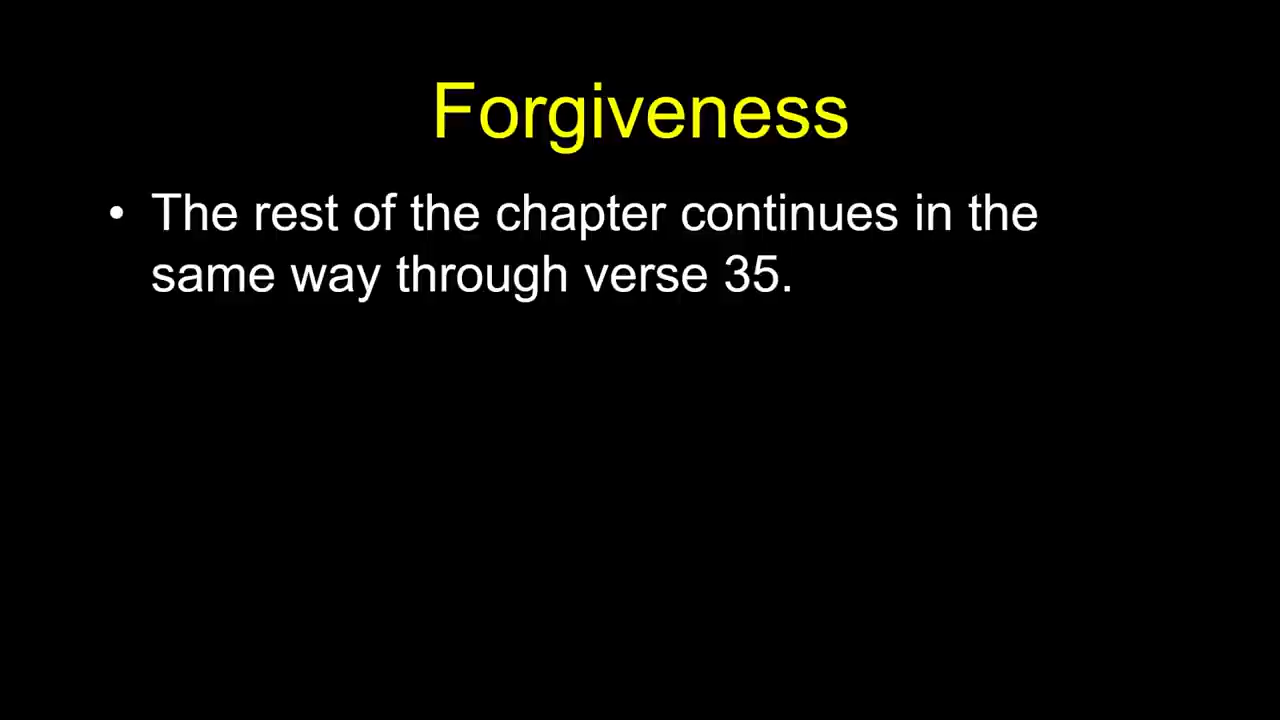 Forgiveness
• The rest of the chapter continues in the
same way through verse 35.